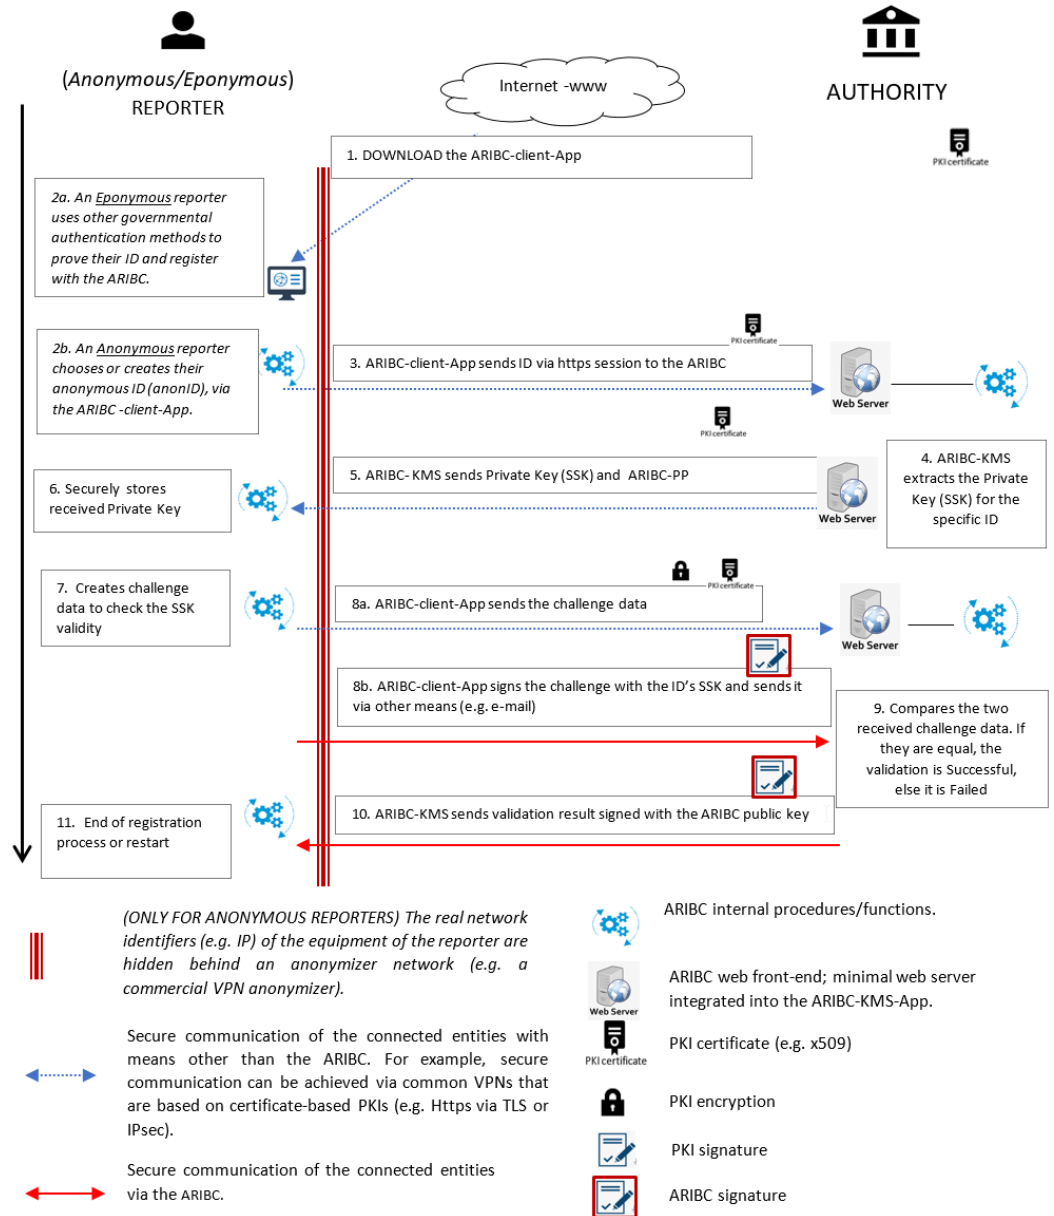 (Anonymous/Eponymous)
REPORTER
Internet -www
AUTHORITY
PKI certificate
1. DOWNLOAD the ARIBC-client-App
2a. An Eponymous reporter
uses other governmental
authentication methods to
prove their ID and register
with the ARIBC.
2b. An Anonymous reporter
chooses or creates their
anonymous ID (anonID), via
the ARIBC -client-App.
PKI certificate
3. ARIBC-client-App sends ID via https session to the ARIBC
Web Server
PKI certificate
4. ARIBC-KMS
extracts the Private
Key (SSK) for the
specific ID
5. ARIBC- KMS sends Private Key (SSK) and ARIBC-PP
Web Server
6. Securely stores
received Private Key
7. Creates challenge
data to check the SSK
validity
PKI certificate
8a. ARIBC-client-App sends the challenge data
Web Server
8b. ARIBC-client-App signs the challenge with the ID's SSK and sends it
via other means (e.g. e-mail)
9. Compares the two
received challenge data. If
they are equal, the
validation is Successful,
else it is Failed
10. ARIBC-KMS sends validation result signed with the ARIBC public key
11. End of registration
process or restart
(ONLY FOR ANONYMOUS REPORTERS) The real network
identifiers (e.g. IP) of the equipment of the reporter are
hidden behind an anonymizer network (e.g. a
commercial VPN anonymizer).
Secure communication of the connected entities with
means other than the ARIBC. For example, secure
communication can be achieved via common VPNs that
are based on certificate-based PKIs (e.g. Https via TLS or
IPsec).
Secure communication of the connected entities
via the ARIBC.
ARIBC internal procedures/functions.
Web Server
ARIBC web front-end; minimal web server
integrated into the ARIBC-KMS-App.
PKI certificate
PKI certificate (e.g. x509)
PKI encryption
PKI signature
ARIBC signature